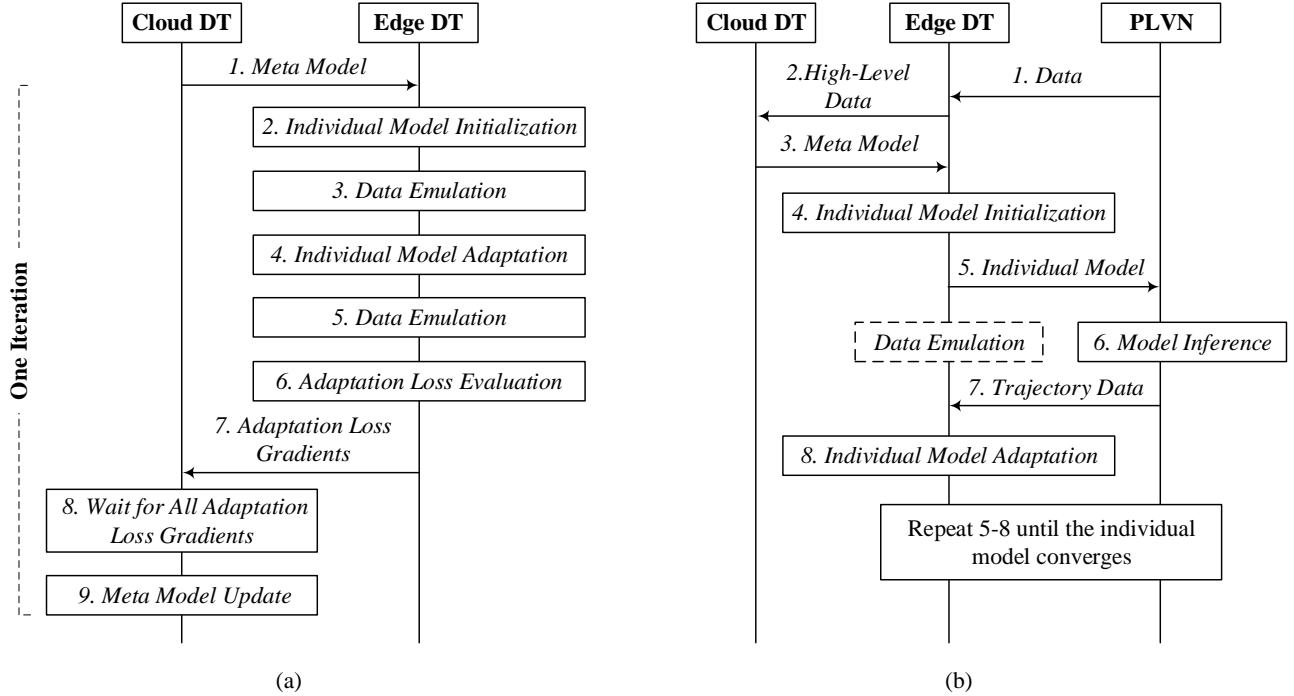 Cloud DT
Edge DT
1. Meta Model
2. Individual Model Initialization
3. Data Emulation
4. Individual Model Adaptation
5. Data Emulation
6. Adaptation Loss Evaluation
7. Adaptation Loss
Gradients
8. Wait for All Adaptation
Loss Gradients
9. Meta Model Update
One Iteration
(a)
Cloud DT
Edge DT
PLVN
1. Data
2.High-Level
Data
3. Meta Model
4. Individual Model Initialization
5. Individual Model
Data Emulation
6. Model Inference
7. Trajectory Data
8. Individual Model Adaptation
Repeat 5-8 until the individual
model converges
(b)